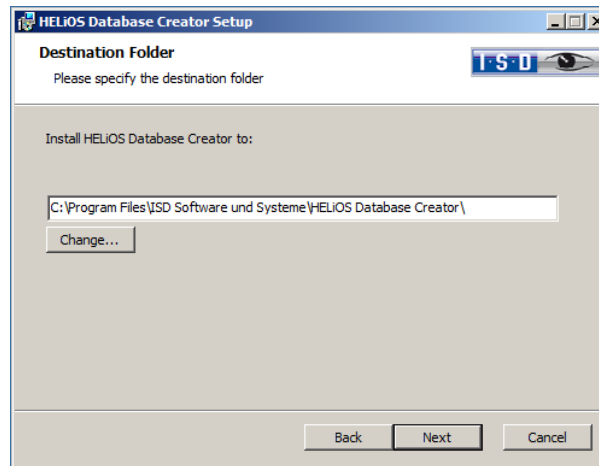 HELiOS Database Creator Setup
Destination Folder
Please specify the destination folder
I·S·D
Install HELiOS Database Creator to:
C:\Program Files\ISD Software und Systeme\HELiOS Database Creator\
Change...
Back Next Cancel